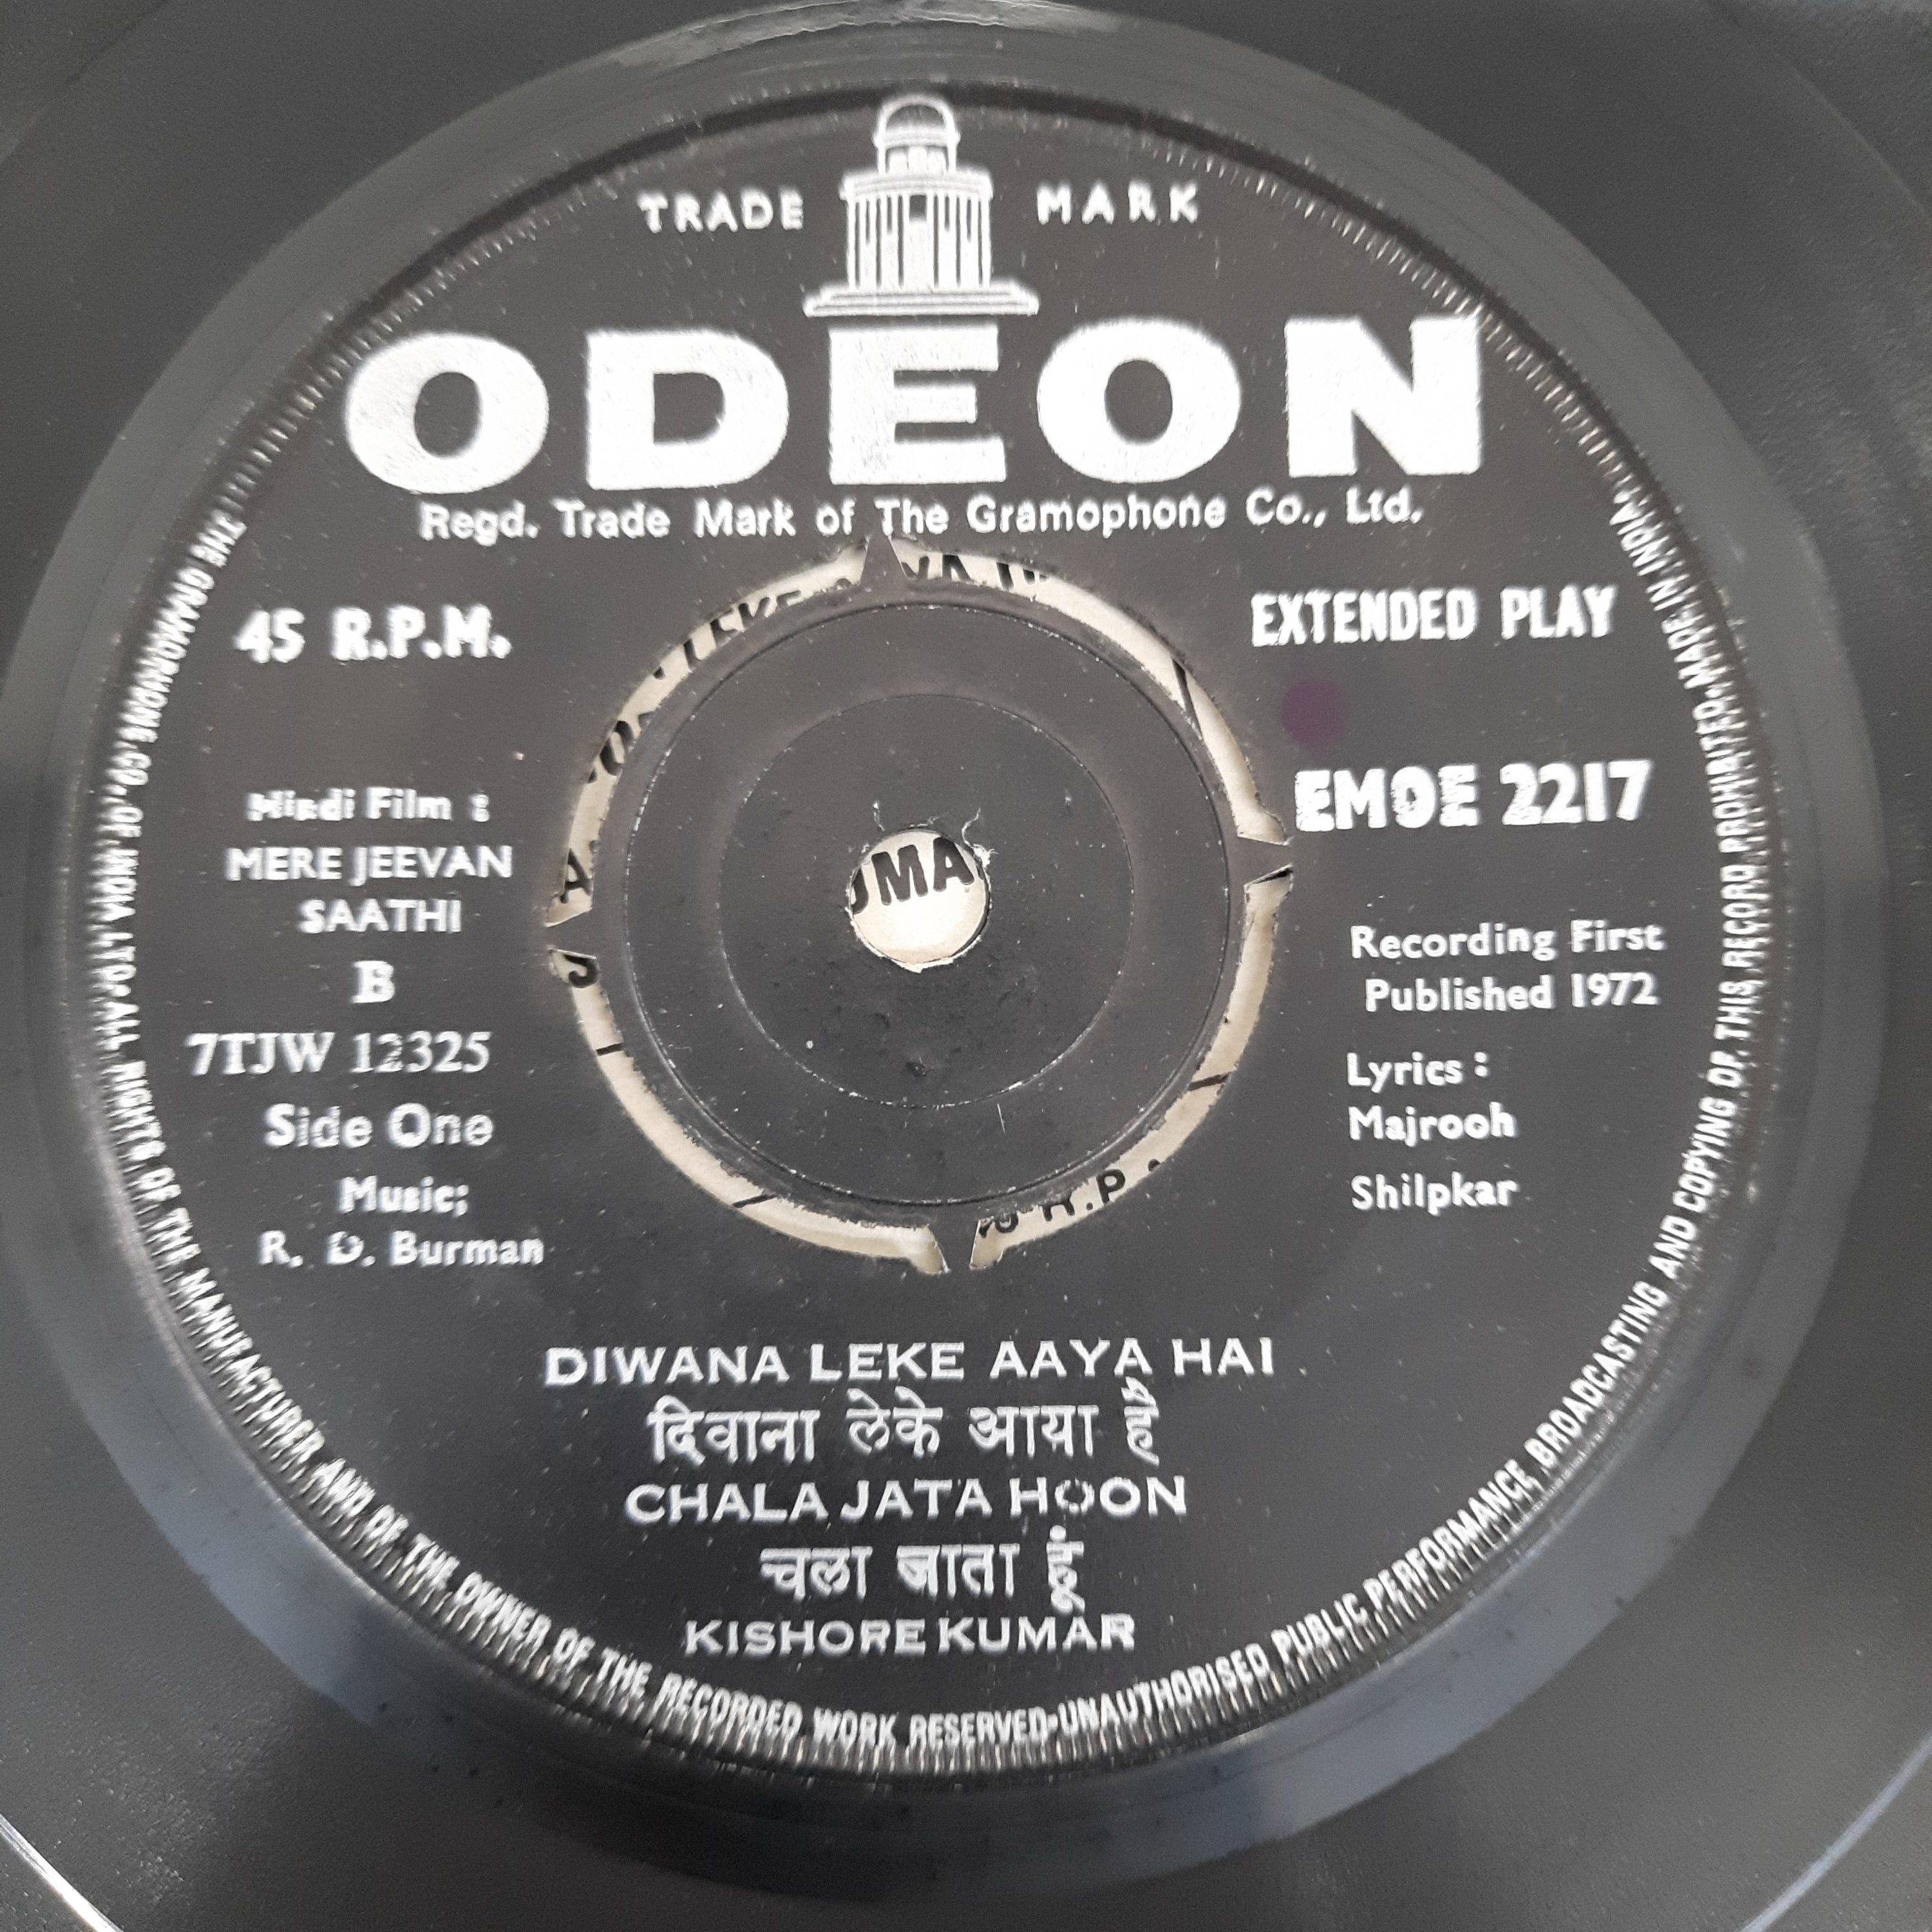 TRADE MARK
ODEON
Regd. Trade Mark of The Gramophone Co., Ltd.
45 R.P.M.
EXTENDED PLAY
EMOE 2217
Hindi Film :
MERE JEEVAN
SAATHI
B
7TJW 12325
Side One
Music;
R. D. Burman
Recording First
Published 1972
Lyrics :
Majrooh
Shilpkar
DIWANA LEKE AAYA HAI
दिवाना लेके आया है
CHALA JATA HOON
चला जाता हूं
KISHORE KUMAR
THE GRAMOPHONE CO., OF INDIA LTD. ALL RIGHTS OF THE MANUFACTURER AND OF THE OWNER OF THE RECORDED WORK RESERVED·UNAUTHORISED PUBLIC PERFORMANCE BROADCASTING AND COPYING OF THIS RECORD PROHIBITED. MADE IN INDIA